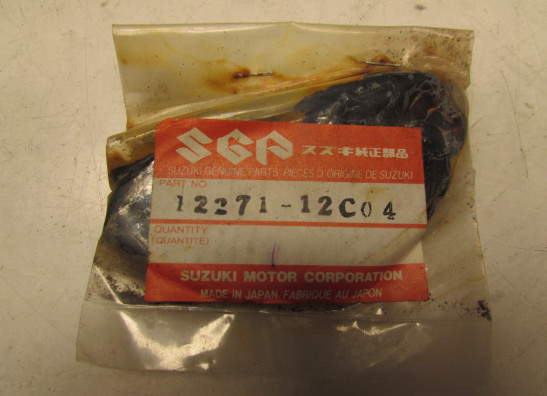 SGP スズキ純正部品
SUZUKI GENUINE PARTS/PIECES D'ORIGINE DE SUZUKI
PART NO.
12271-12C04
QUANTITY
(QUANTITE)
1
SUZUKI MOTOR CORPORATION
MADE IN JAPAN/FABRIQUE AU JAPON